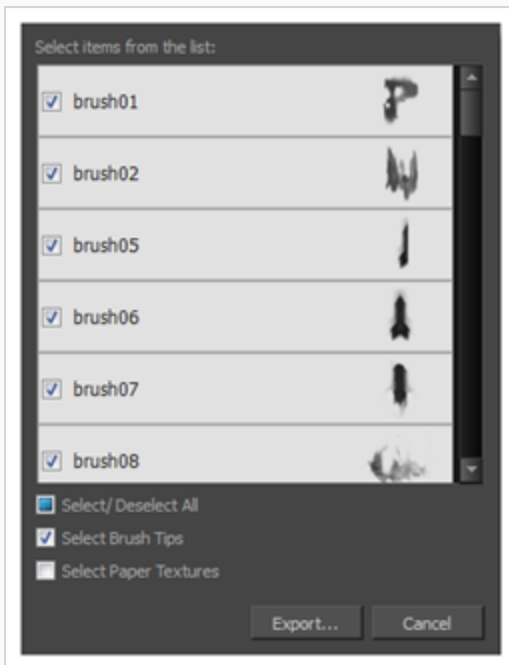 Select items from the list:
brush01
brush02
brush05
brush06
brush07
brush08
Select/ Deselect All
Select Brush Tips
Select Paper Textures
Export... Cancel